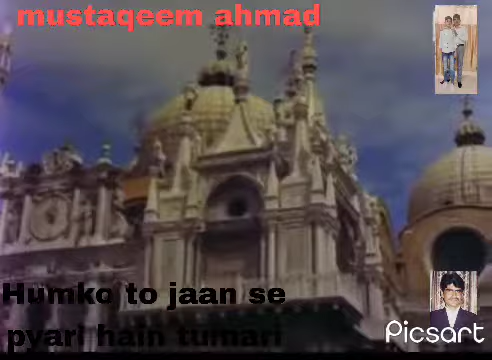 mustaqeem ahmad
Humko to jaan se
pyari hain tumari
Picsart